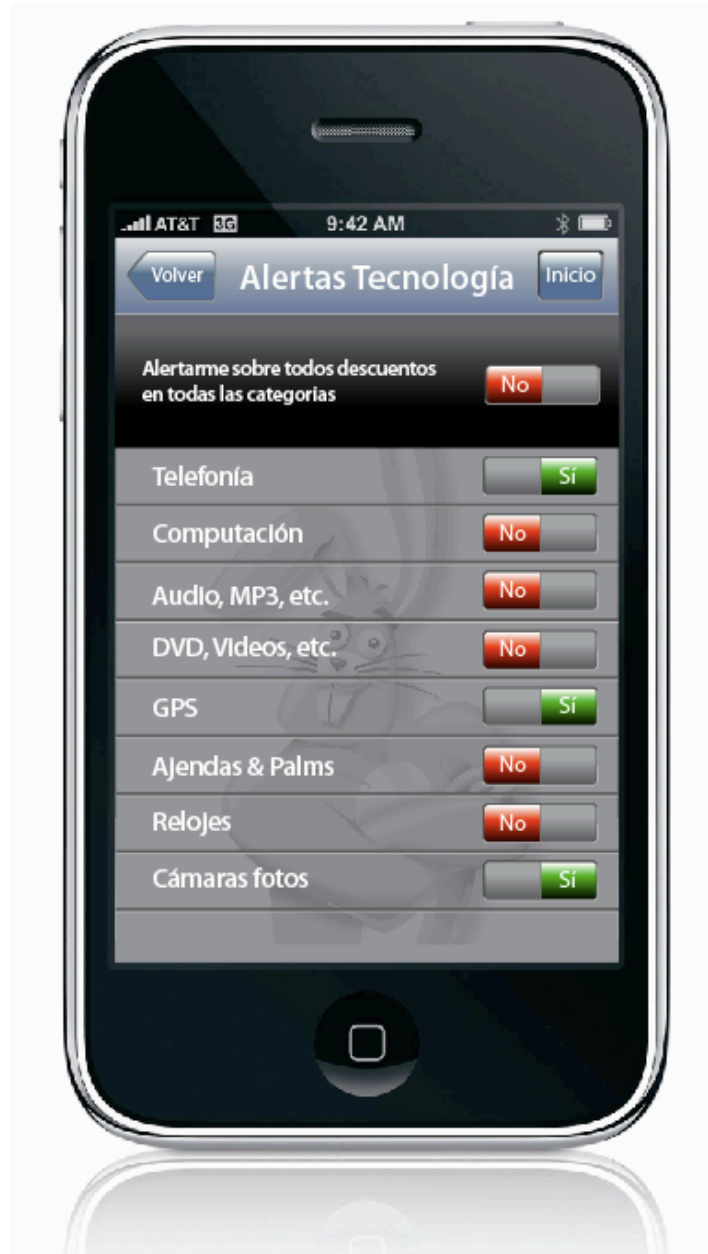 AT&T 3G 9:42 AM
Volver Alertas Tecnología Inicio
Alertarme sobre todos descuentos
en todas las categorias No
Telefonía Sí
Computación No
Audio, MP3, etc. No
DVD, Videos, etc. No
GPS Sí
Ajendas & Palms No
Relojes No
Cámaras fotos Sí